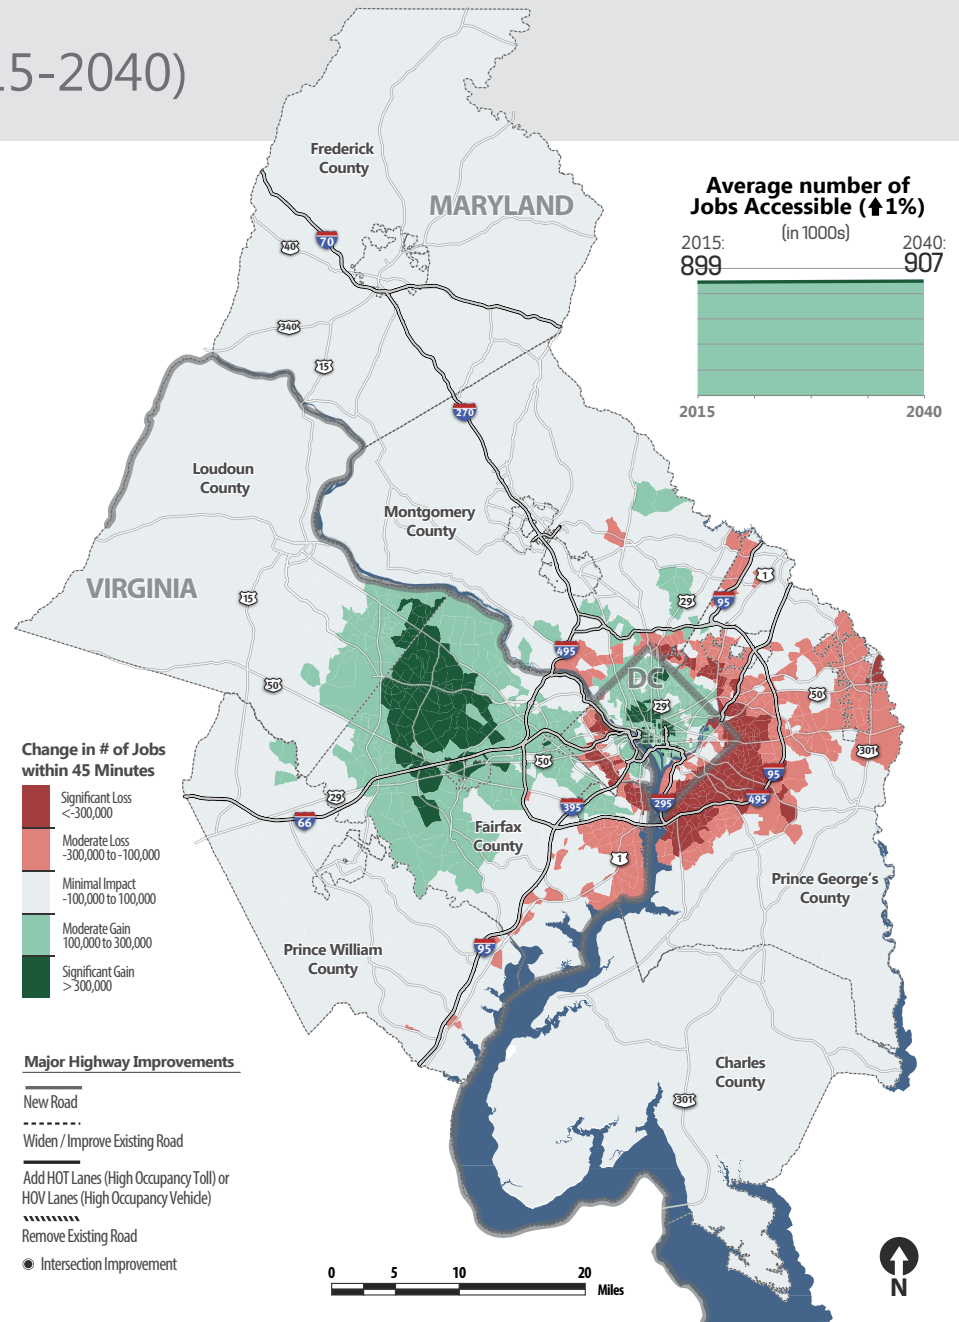 15-2040)
Average number of
Jobs Accessible (↑1%)
(in 1000s)
2015:
899
2040:
907
2015
2040
Frederick
County
MARYLAND
70
40
340
15
270
Loudoun
County
Montgomery
County
VIRGINIA
15
1
29
95
495
50
DC
50
29
301
50
95
29
395
295
495
66
Fairfax
County
1
Prince George's
County
Prince William
County
95
Charles
County
301
Change in # of Jobs
within 45 Minutes
Significant Loss
<-300,000
Moderate Loss
-300,000 to -100,000
Minimal Impact
-100,000 to 100,000
Moderate Gain
100,000 to 300,000
Significant Gain
> 300,000
Major Highway Improvements
New Road
Widen / Improve Existing Road
Add HOT Lanes (High Occupancy Toll) or
HOV Lanes (High Occupancy Vehicle)
Remove Existing Road
Intersection Improvement
0 5 10 20
Miles
N